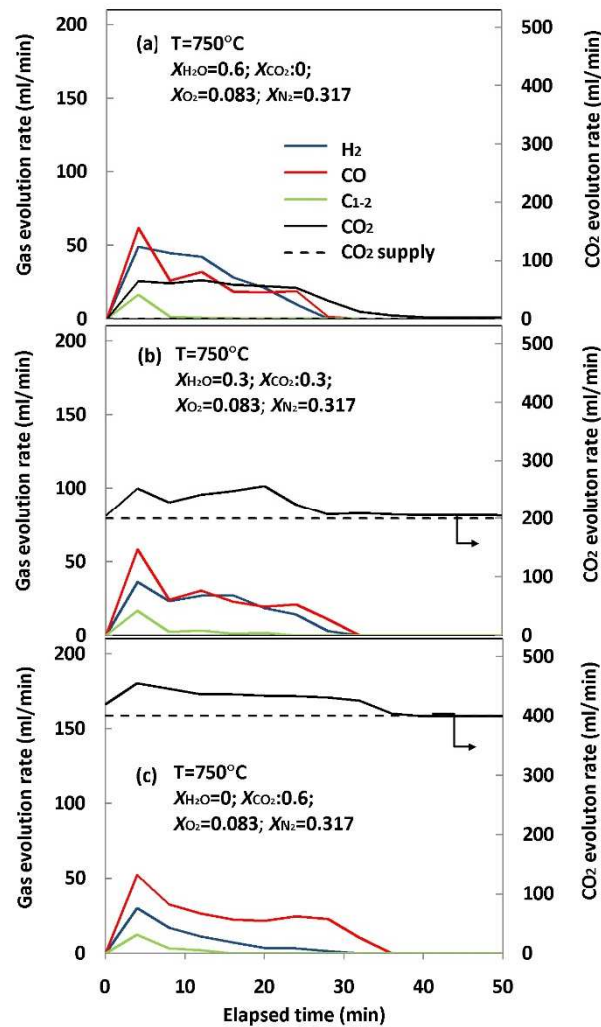 Gas evolution rate (ml/min)
200
150
100
50
0
(a) T=750°C
XH2O=0.6; XCO2:0;
XO2=0.083; XN2=0.317
H2
CO
C1-2
CO2
CO2 supply
500
400
300
200
100
0
CO2 evoluton rate (ml/min)
Gas evolution rate (ml/min)
200
150
100
50
0
(b) T=750°C
XH2O=0.3; XCO2:0.3;
XO2=0.083; XN2=0.317
500
400
300
200
100
0
CO2 evoluton rate (ml/min)
Gas evolution rate (ml/min)
200
150
100
50
0
(c) T=750°C
XH2O=0; XCO2:0.6;
XO2=0.083; XN2=0.317
500
400
300
200
100
0
CO2 evoluton rate (ml/min)
0 10 20 30 40 50
Elapsed time (min)